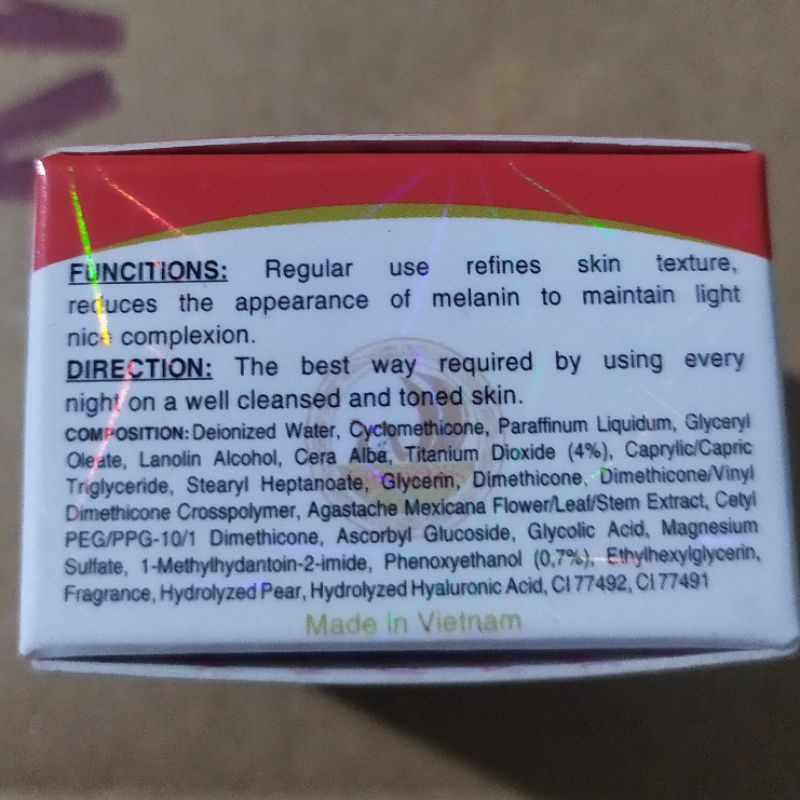 FUNCITIONS: Regular use refines skin texture,
reduces the appearance of melanin to maintain light
nice complexion.
DIRECTION: The best way required by using every
night on a well cleansed and toned skin.
COMPOSITION: Deionized Water, Cyclomethicone, Paraffinum Liquidum, Glyceryl
Oleate, Lanolin Alcohol, Cera Alba, Titanium Dioxide (4%), Caprylic/Capric
Triglyceride, Stearyl Heptanoate, Glycerin, Dimethicone, Dimethicone/Vinyl
Dimethicone Crosspolymer, Agastache Mexicana Flower/Leaf/Stem Extract, Cetyl
PEG/PPG-10/1 Dimethicone, Ascorbyl Glucoside, Glycolic Acid, Magnesium
Sulfate, 1-Methylhydantoin-2-imide, Phenoxyethanol (0,7%), Ethylhexylglycerin,
Fragrance, Hydrolyzed Pear, Hydrolyzed Hyaluronic Acid, CI 77492, CI 77491
Made in Vietnam